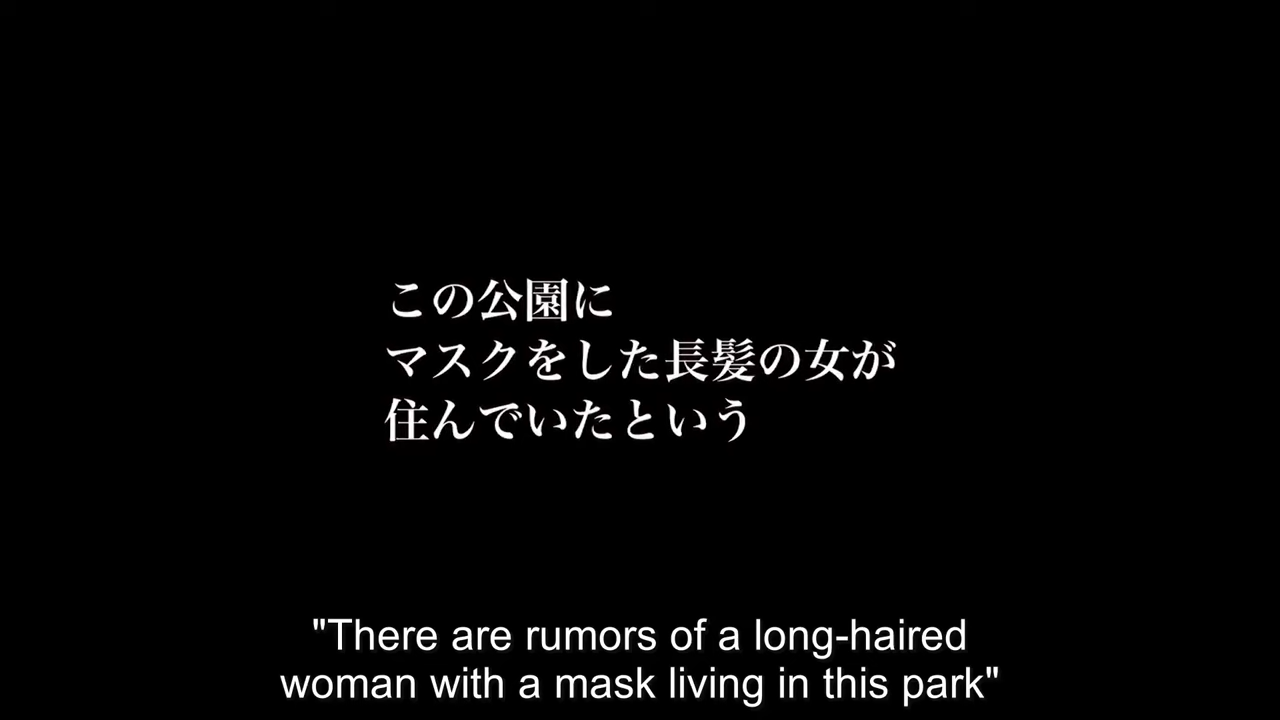 この公園に
マスクをした長髪の女が
住んでいたという
"There are rumors of a long-haired
woman with a mask living in this park"